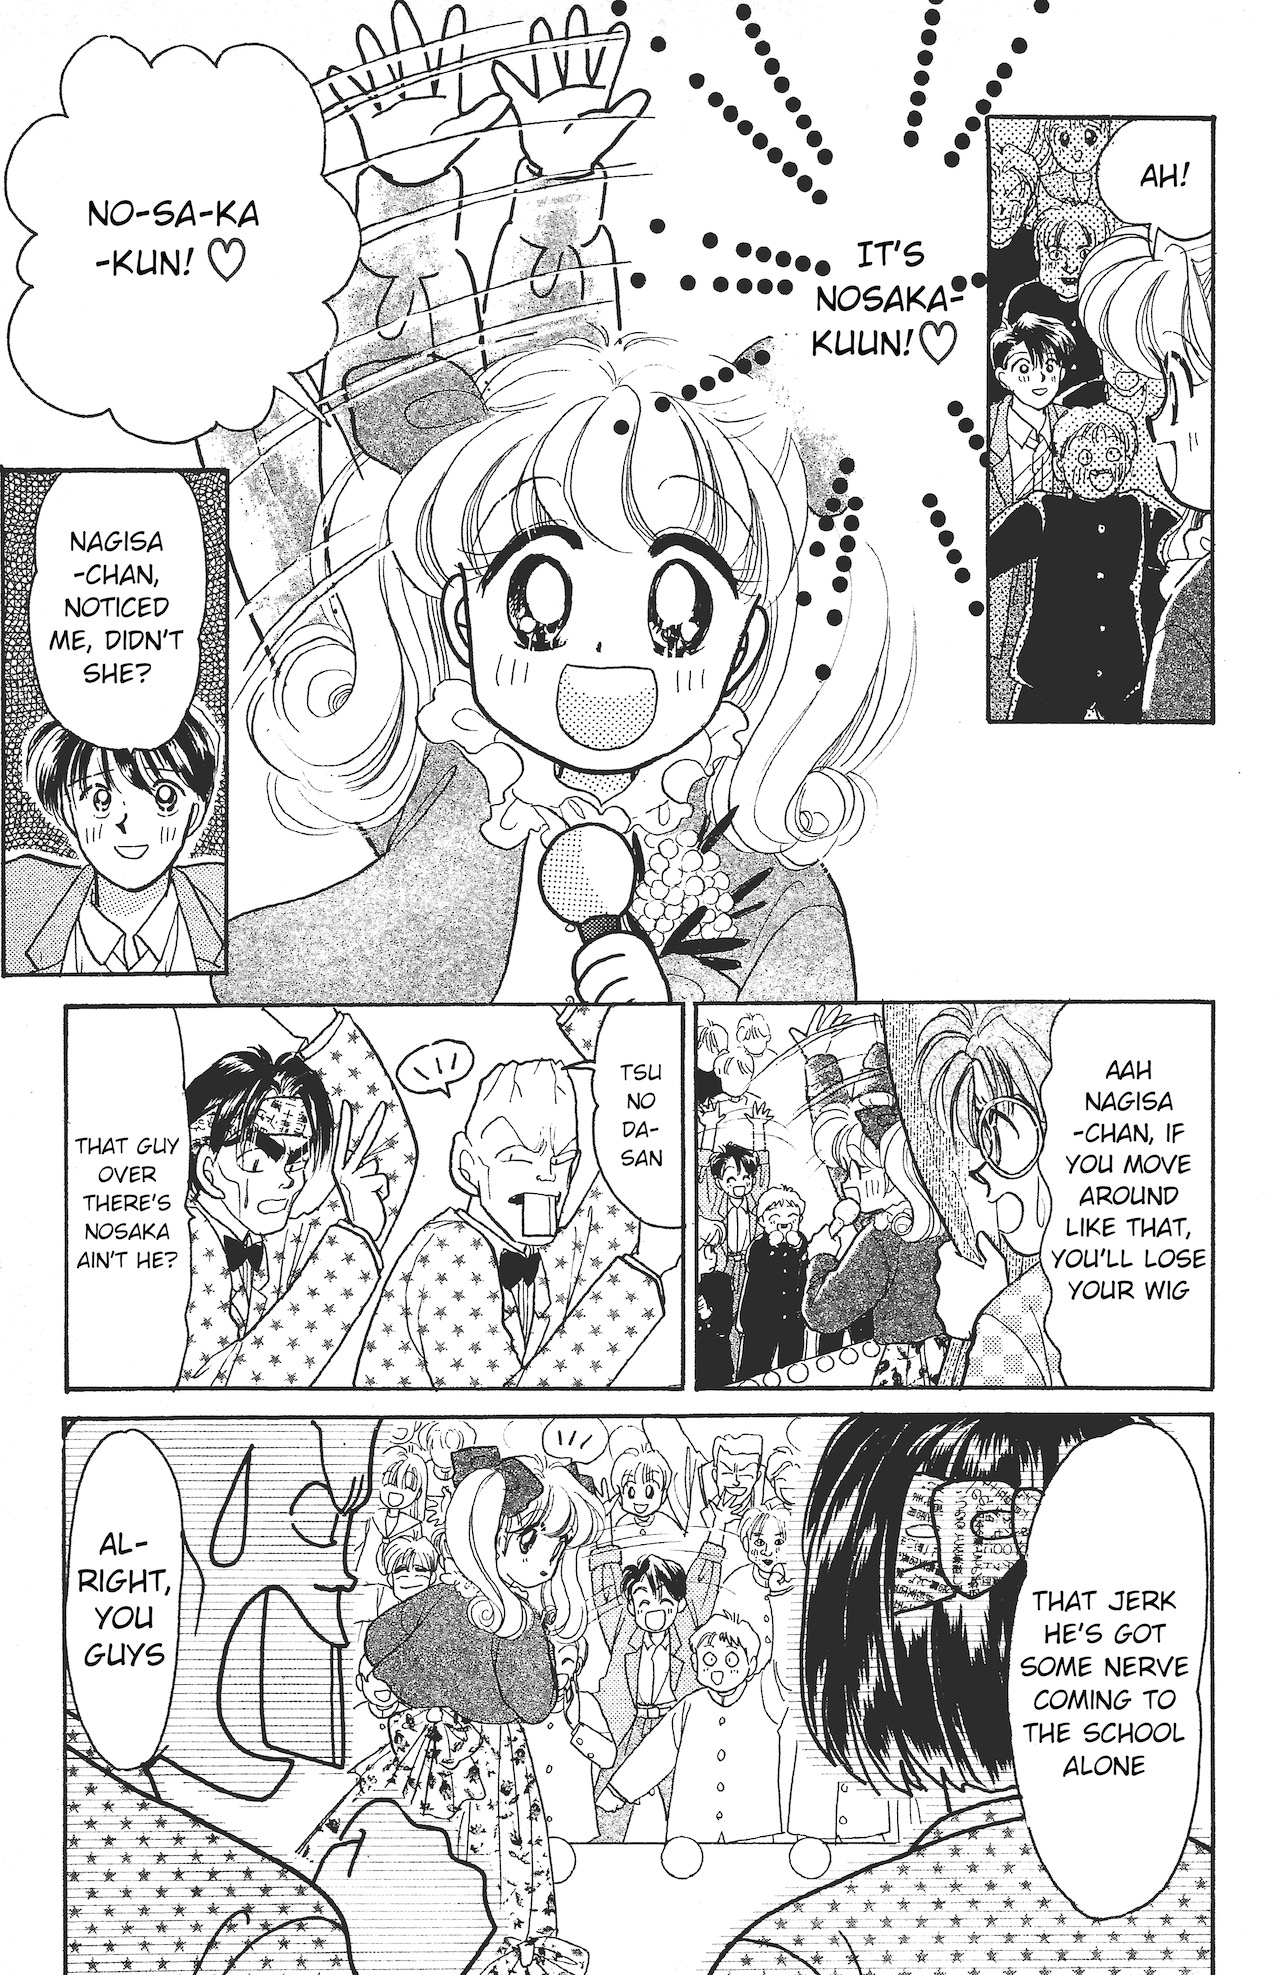 AH!
IT'S
NOSAKA-
KUUN!♡
NO-SA-KA
-KUN! ♡
NAGISA
-CHAN,
NOTICED
ME, DIDN'T
SHE?
AAH
NAGISA
-CHAN, IF
YOU MOVE
AROUND
LIKE THAT,
YOU'LL LOSE
YOUR WIG
TSU
NO
DA-
SAN
THAT GUY
OVER
THERE'S
NOSAKA
AIN'T HE?
THAT JERK
HE'S GOT
SOME NERVE
COMING TO
THE SCHOOL
ALONE
AL-
RIGHT,
YOU
GUYS